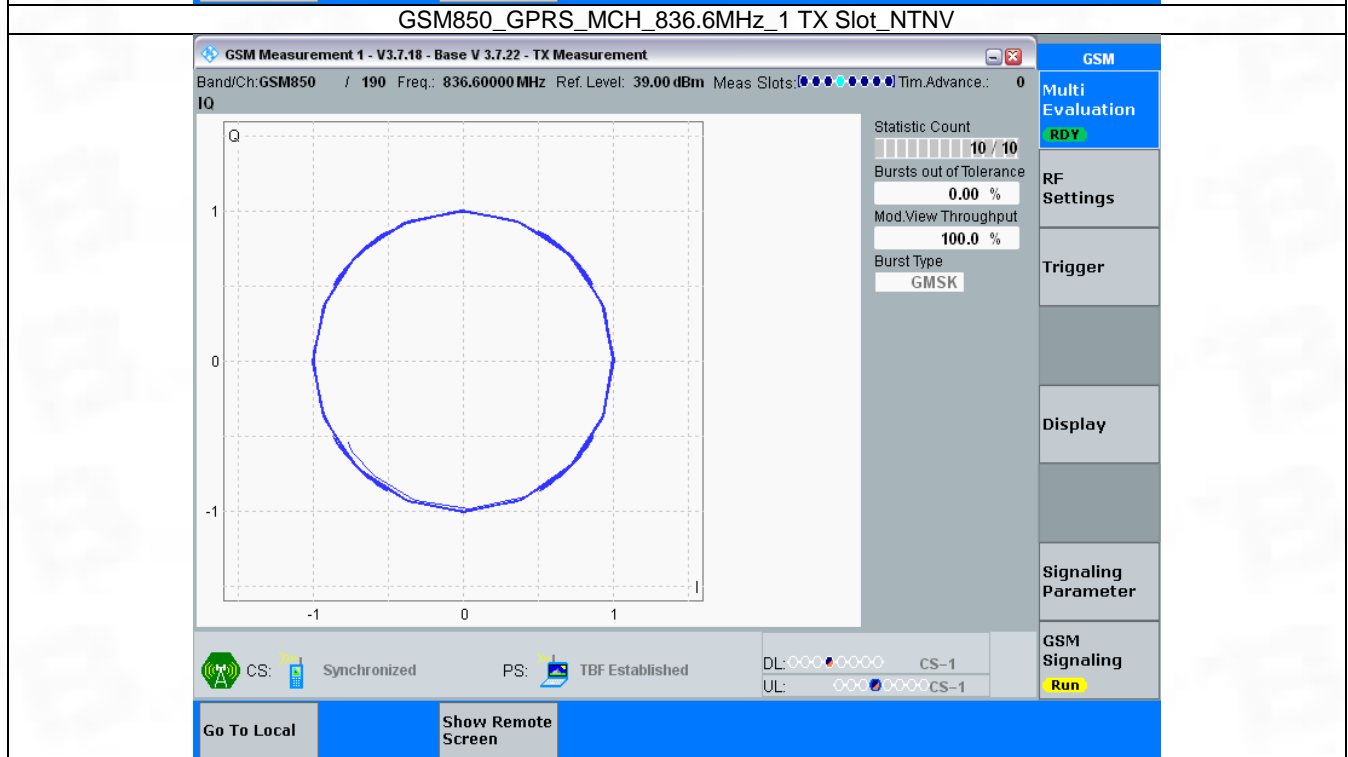 GSM850_GPRS_MCH_836.6MHz_1 TX Slot_NTNV
GSM Measurement 1 - V3.7.18 - Base V 3.7.22 - TX Measurement
GSM
Band/Ch:GSM850 / 190 Freq.: 836.60000 MHz Ref. Level: 39.00 dBm Meas Slots: Tim.Advance.: 0
IQ
Multi
Evaluation
RDY
Q
Statistic Count
10 / 10
Bursts out of Tolerance
0.00 %
Mod.View Throughput
100.0 %
Burst Type
GMSK
RF
Settings
Trigger
Display
Signaling
Parameter
GSM
Signaling
Run
1
0
-1
I
-1 0 1
CS: Synchronized PS: TBF Established DL: CS-1
UL: CS-1
Go To Local
Show Remote
Screen